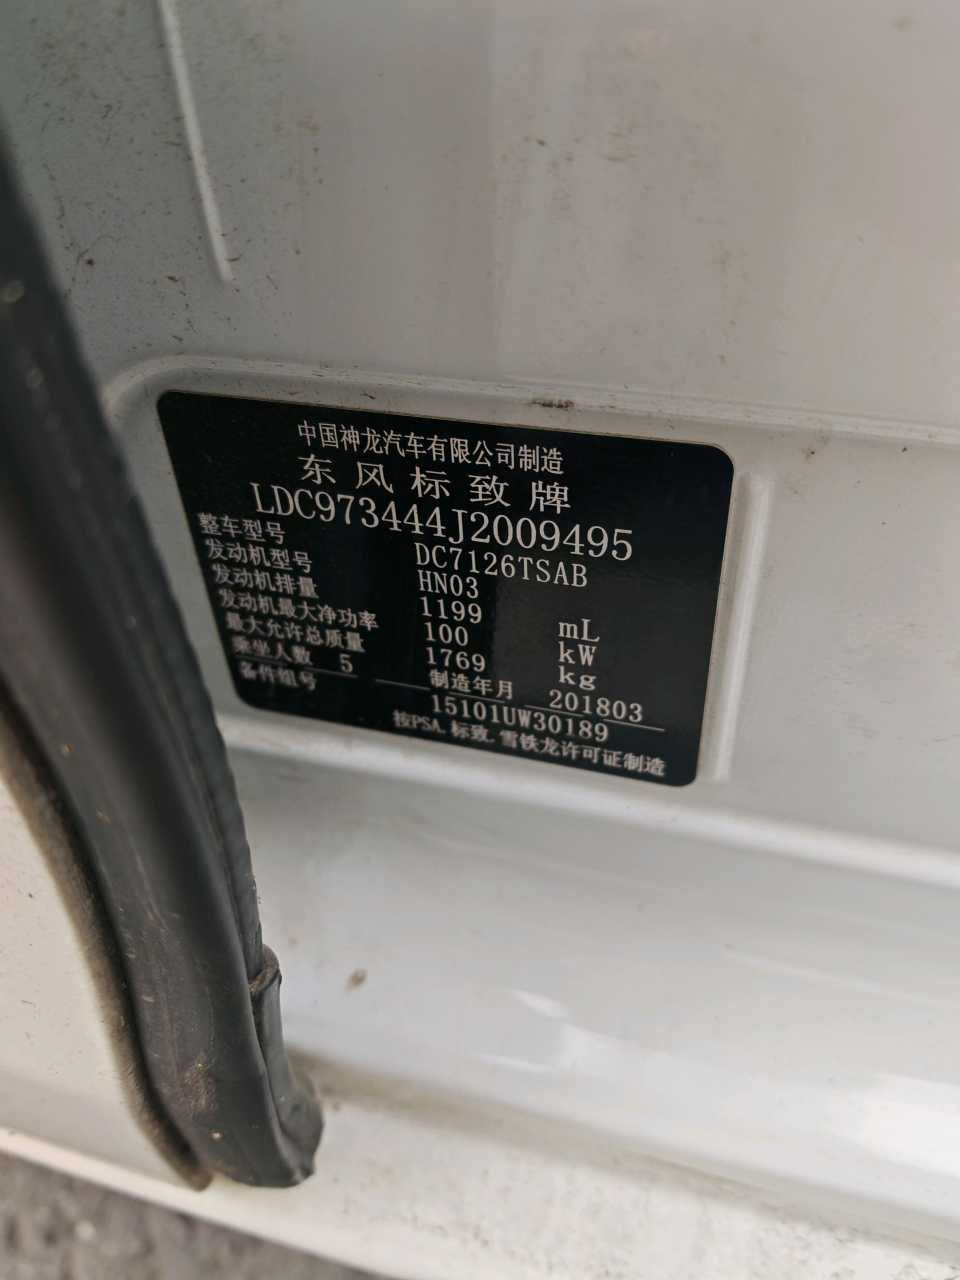 中国神龙汽车有限公司制造
东风标致牌
LDC973444J2009495
整车型号 DC7126TSAB
发动机型号 HN03
发动机排量 1199 mL
发动机最大净功率 100 kW
最大允许总质量 1769 kg
乘坐人数 5 制造年月 201803
备件组号 15101UW30189
按PSA.标致.雪铁龙许可证制造